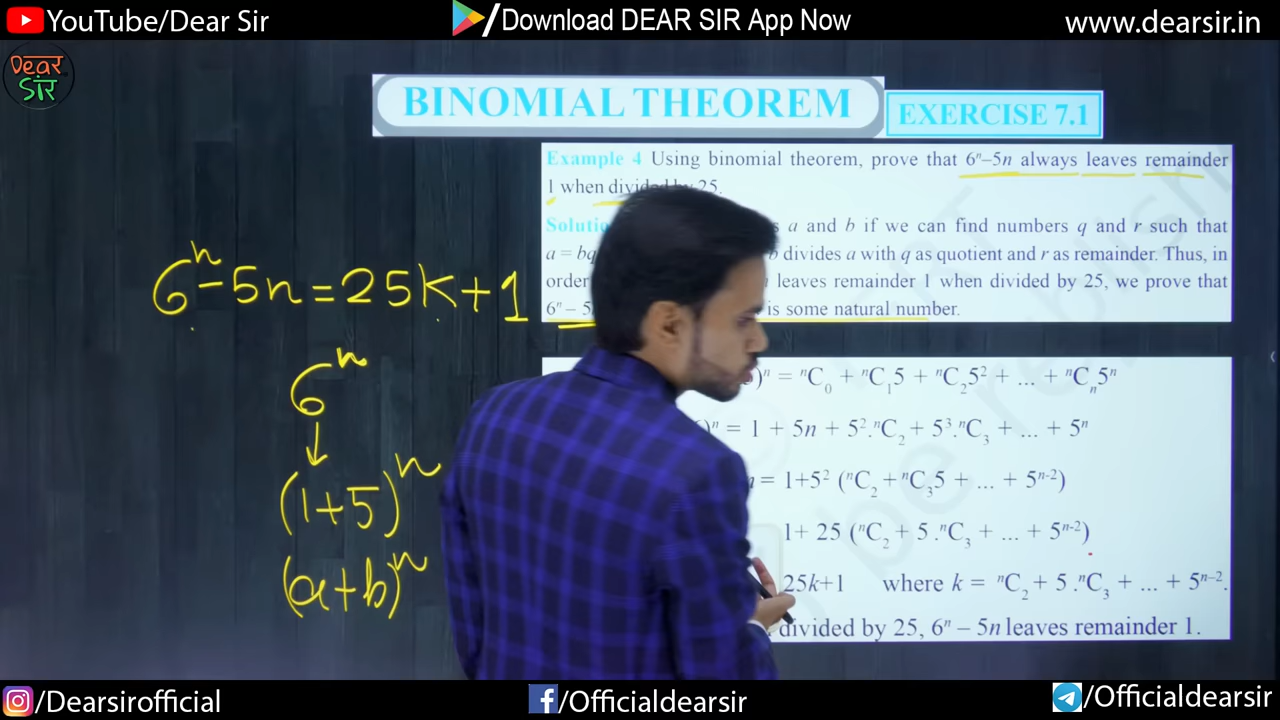 YouTube/Dear Sir
/Download DEAR SIR App Now
www.dearsir.in
Dear
सर
BINOMIAL THEOREM
EXERCISE 7.1
Example 4 Using binomial theorem, prove that 6ⁿ–5n always leaves remainder
1 when divided by 25.
a and b if we can find numbers q and r such that
a = bq divides a with q as quotient and r as remainder. Thus, in
order leaves remainder 1 when divided by 25, we prove that
6ⁿ – 5 is some natural number.
6ⁿ-5n=25k+1
6ⁿ
↓
(1+5)ⁿ
(a+b)ⁿ
)ⁿ = ⁿC₀ + ⁿC₁5 + ⁿC₂5² + ... + ⁿCₙ5ⁿ
)ⁿ = 1 + 5n + 5².ⁿC₂ + 5³.ⁿC₃ + ... + 5ⁿ
= 1+5² (ⁿC₂ + ⁿC₃5 + ... + 5ⁿ⁻²)
1+ 25 (ⁿC₂ + 5 .ⁿC₃ + ... + 5ⁿ⁻²)
25k+1 where k = ⁿC₂ + 5 .ⁿC₃ + ... + 5ⁿ⁻².
divided by 25, 6ⁿ – 5n leaves remainder 1.
/Dearsirofficial
/Officialdearsir
/Officialdearsir